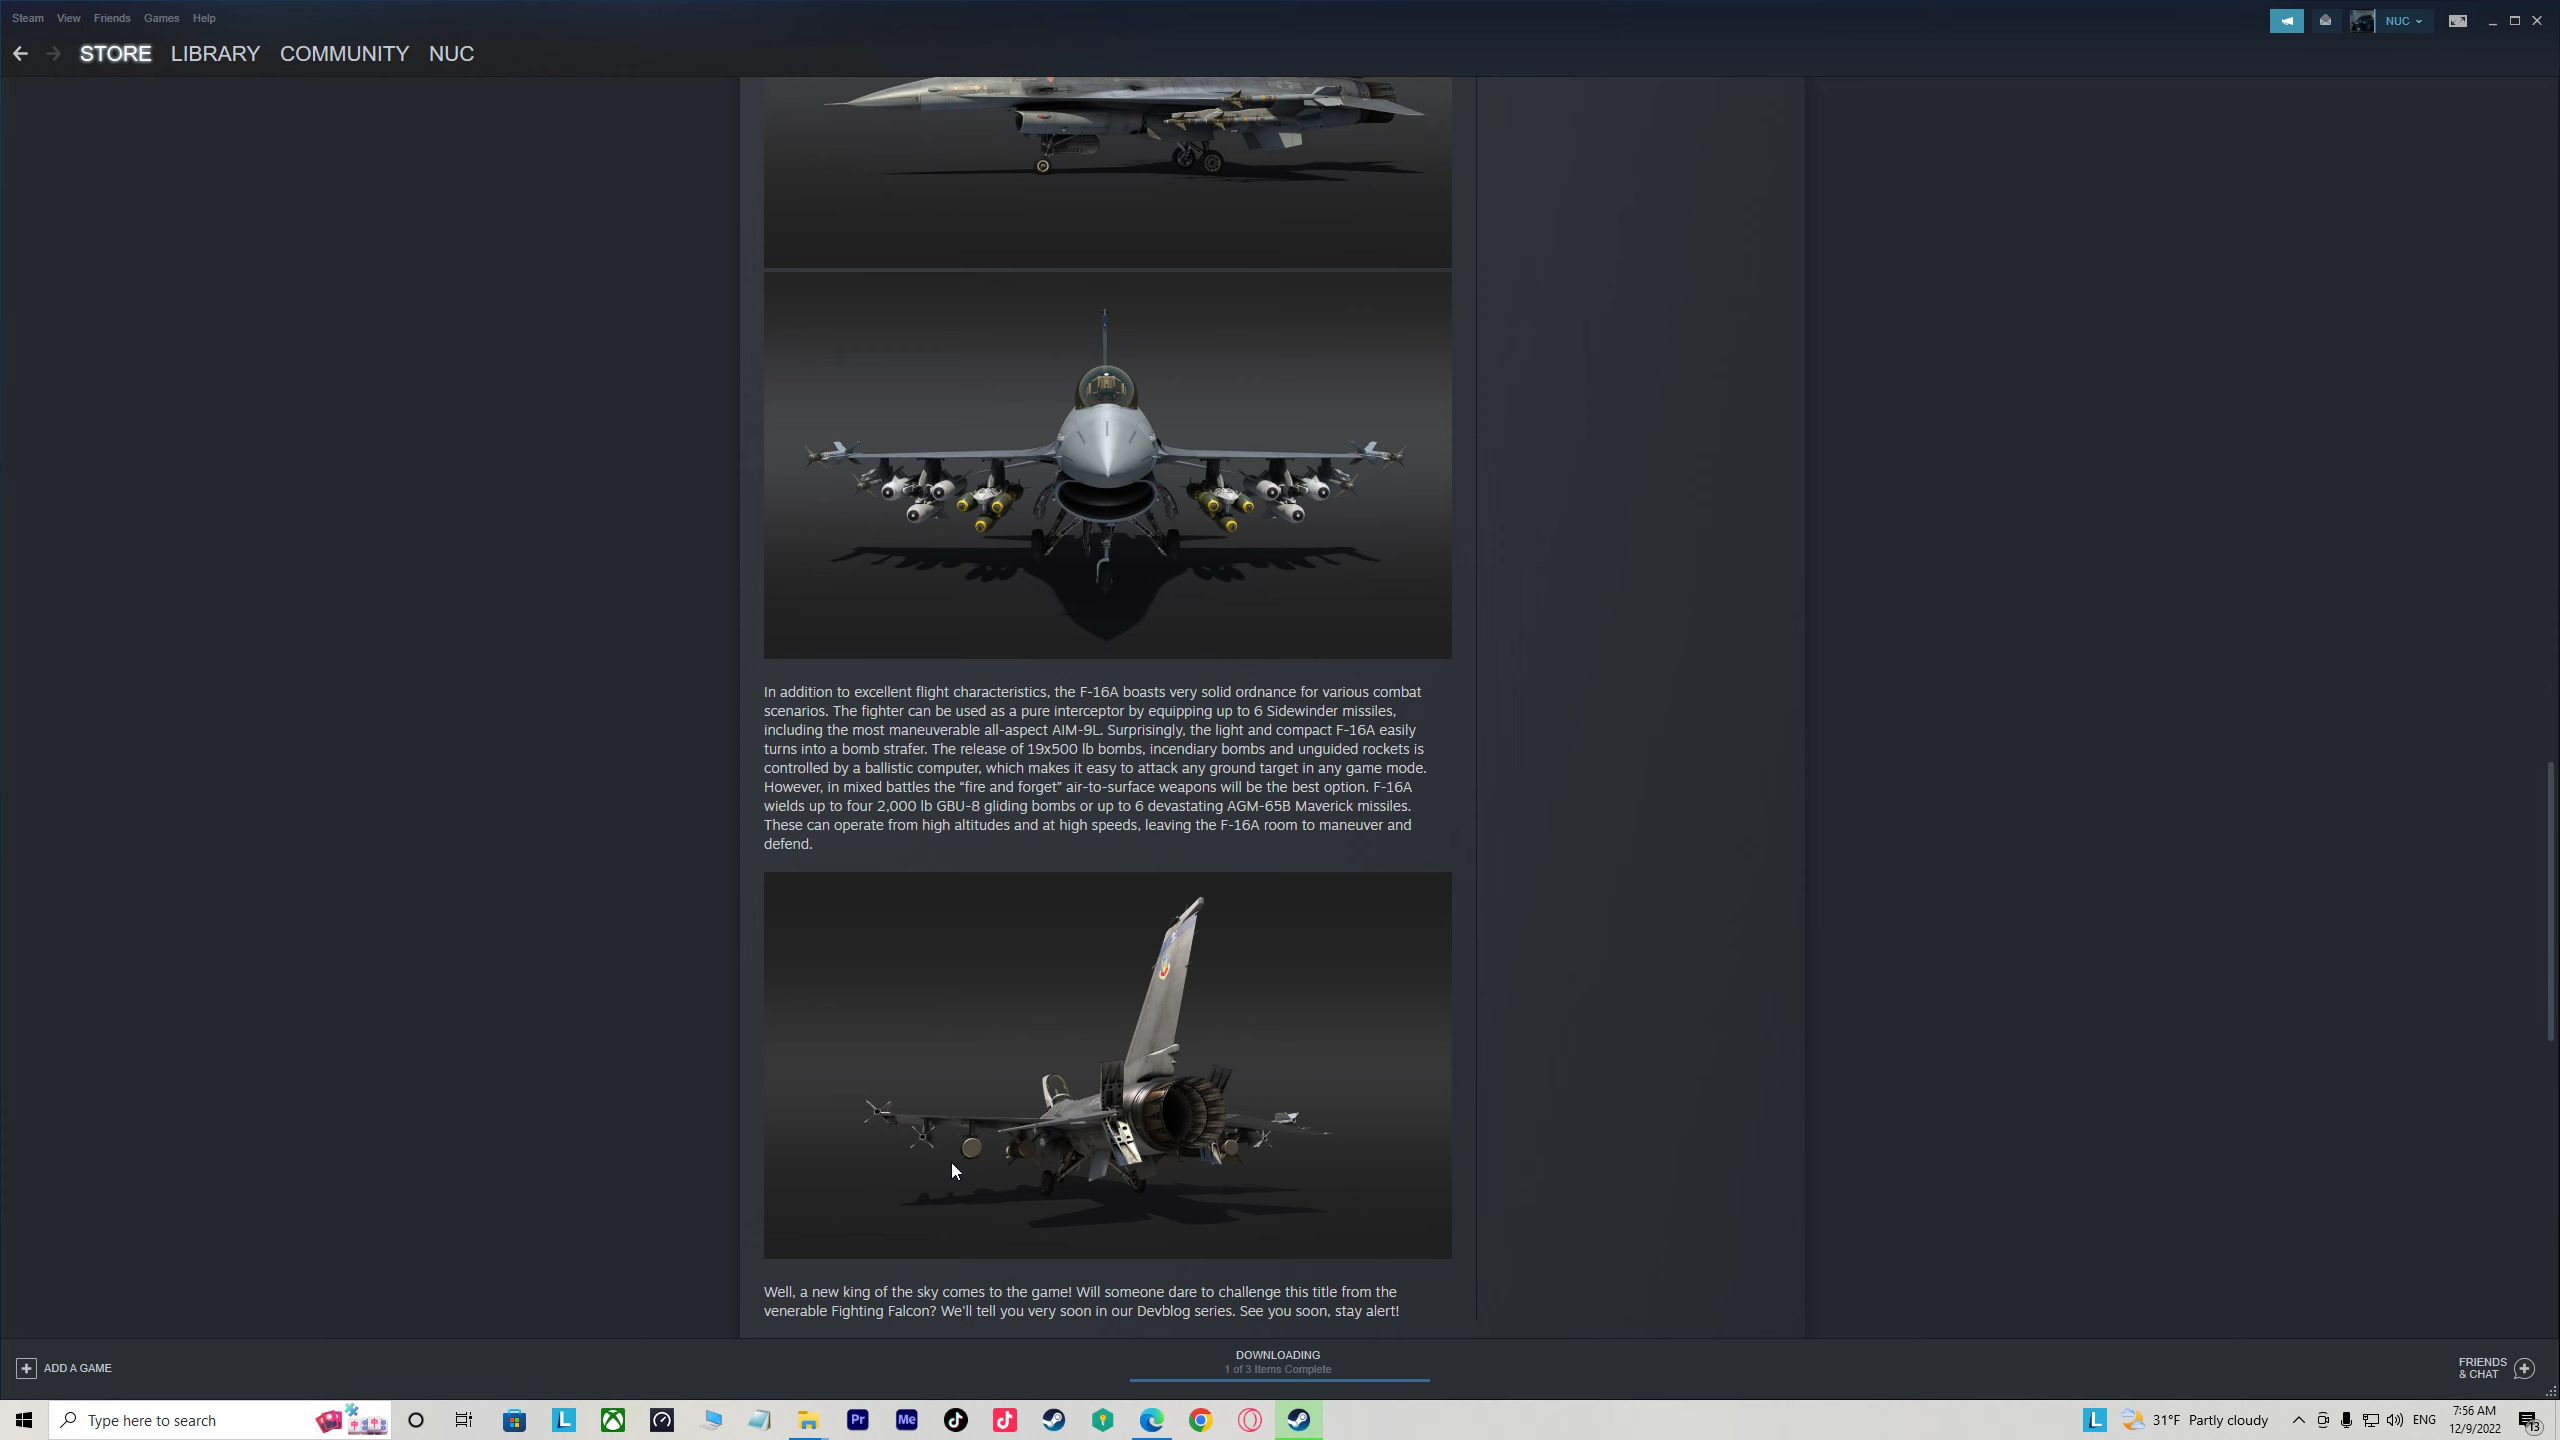 Steam View Friends Games Help
NUC
STORE LIBRARY COMMUNITY NUC
In addition to excellent flight characteristics, the F-16A boasts very solid ordnance for various combat
scenarios. The fighter can be used as a pure interceptor by equipping up to 6 Sidewinder missiles,
including the most maneuverable all-aspect AIM-9L. Surprisingly, the light and compact F-16A easily
turns into a bomb strafer. The release of 19x500 lb bombs, incendiary bombs and unguided rockets is
controlled by a ballistic computer, which makes it easy to attack any ground target in any game mode.
However, in mixed battles the “fire and forget” air-to-surface weapons will be the best option. F-16A
wields up to four 2,000 lb GBU-8 gliding bombs or up to 6 devastating AGM-65B Maverick missiles.
These can operate from high altitudes and at high speeds, leaving the F-16A room to maneuver and
defend.
Well, a new king of the sky comes to the game! Will someone dare to challenge this title from the
venerable Fighting Falcon? We'll tell you very soon in our Devblog series. See you soon, stay alert!
ADD A GAME
DOWNLOADING
1 of 3 Items Complete
FRIENDS
& CHAT
Type here to search
L
Pr
Me
L
31°F Partly cloudy
ENG
7:56 AM
12/9/2022
13